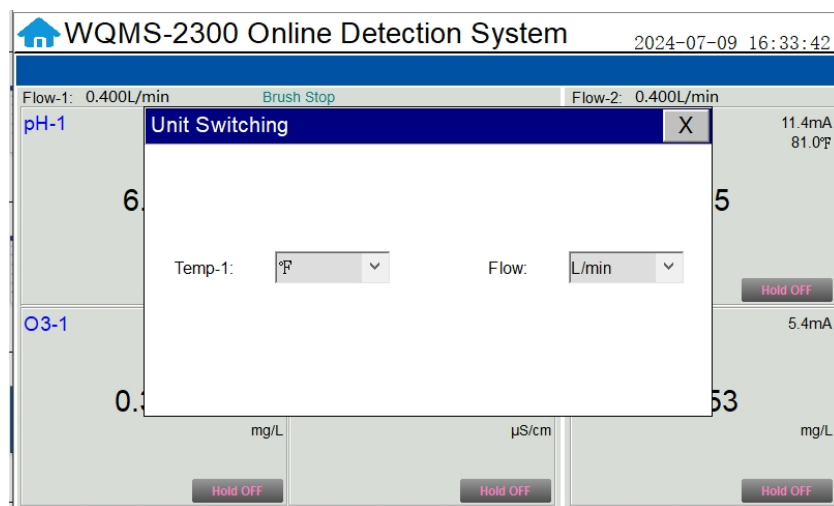 WQMS-2300 Online Detection System
2024-07-09 16:33:42
Flow-1: 0.400L/min Brush Stop Flow-2: 0.400L/min
pH-1
Unit Switching X
11.4mA
81.0℉
6.
5
Temp-1: ℉ Flow: L/min
Hold OFF
O3-1
5.4mA
0.
53
mg/L µS/cm mg/L
Hold OFF Hold OFF Hold OFF